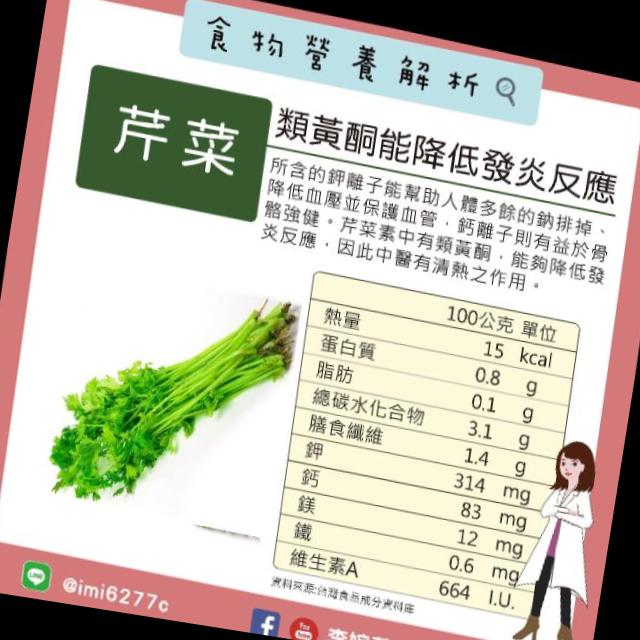 食物營養解析
芹菜
類黃酮能降低發炎反應
所含的鉀離子能幫助人體多餘的鈉排掉、
降低血壓並保護血管，鈣離子則有益於骨
骼強健。芹菜素中有類黃酮，能夠降低發
炎反應，因此中醫有清熱之作用。
100公克 單位
熱量 15 kcal
蛋白質 0.8 g
脂肪 0.1 g
總碳水化合物 3.1 g
膳食纖維 1.4 g
鉀 314 mg
鈣 83 mg
鎂 12 mg
鐵 0.6 mg
維生素A 664 I.U.
資料來源:台灣食品成分資料庫
LINE @imi6277c
f You Tube